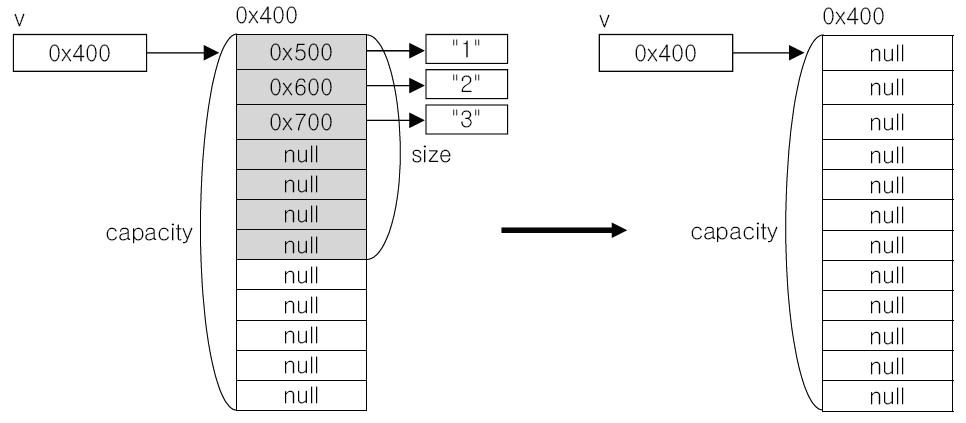 v
0x400
0x400
0x500
"1"
0x600
"2"
0x700
"3"
null
size
null
null
capacity
null
null
null
null
null
null
v
0x400
0x400
null
null
null
null
null
null
capacity
null
null
null
null
null
null